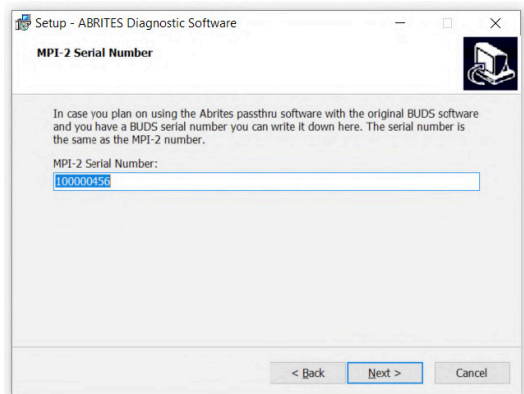 Setup - ABRITES Diagnostic Software
MPI-2 Serial Number
In case you plan on using the Abrites passthru software with the original BUDS software
and you have a BUDS serial number you can write it down here. The serial number is
the same as the MPI-2 number.
MPI-2 Serial Number:
100000456
< Back
Next >
Cancel